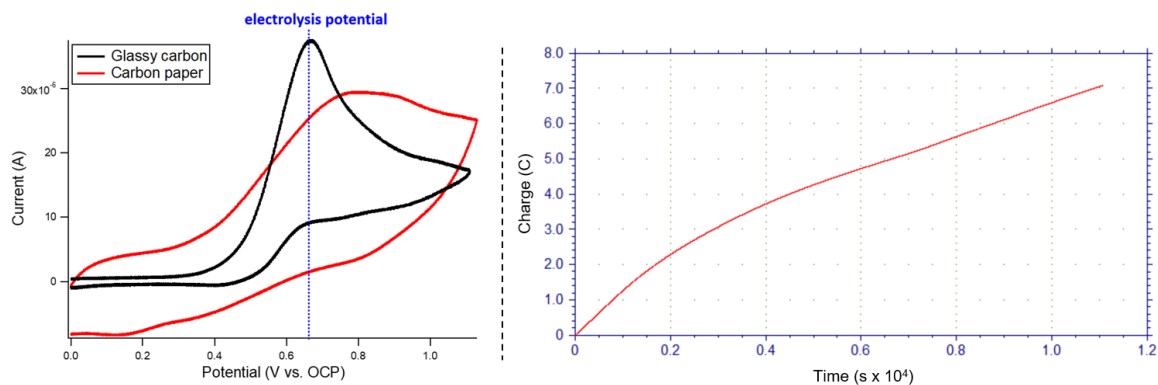 electrolysis potential
Glassy carbon
Carbon paper
30x10⁻⁶
20
10
0
Current (A)
0.0 0.2 0.4 0.6 0.8 1.0
Potential (V vs. OCP)
8.0
7.0
6.0
5.0
4.0
3.0
2.0
1.0
0
Charge (C)
0 0.2 0.4 0.6 0.8 1.0 1.2
Time (s x 10⁴)